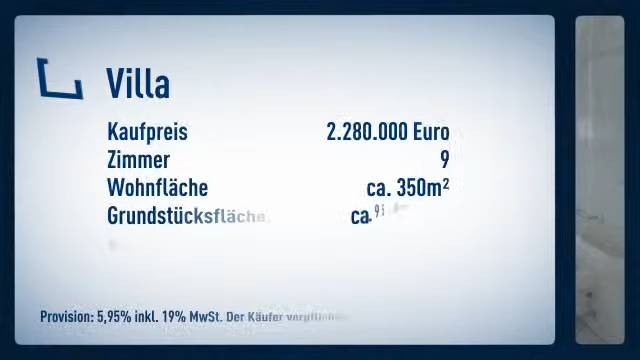 Villa
Kaufpreis 2.280.000 Euro
Zimmer 9
Wohnfläche ca. 350m²
Grundstücksfläche ca.
Provision: 5,95% inkl. 19% MwSt. Der Käufer